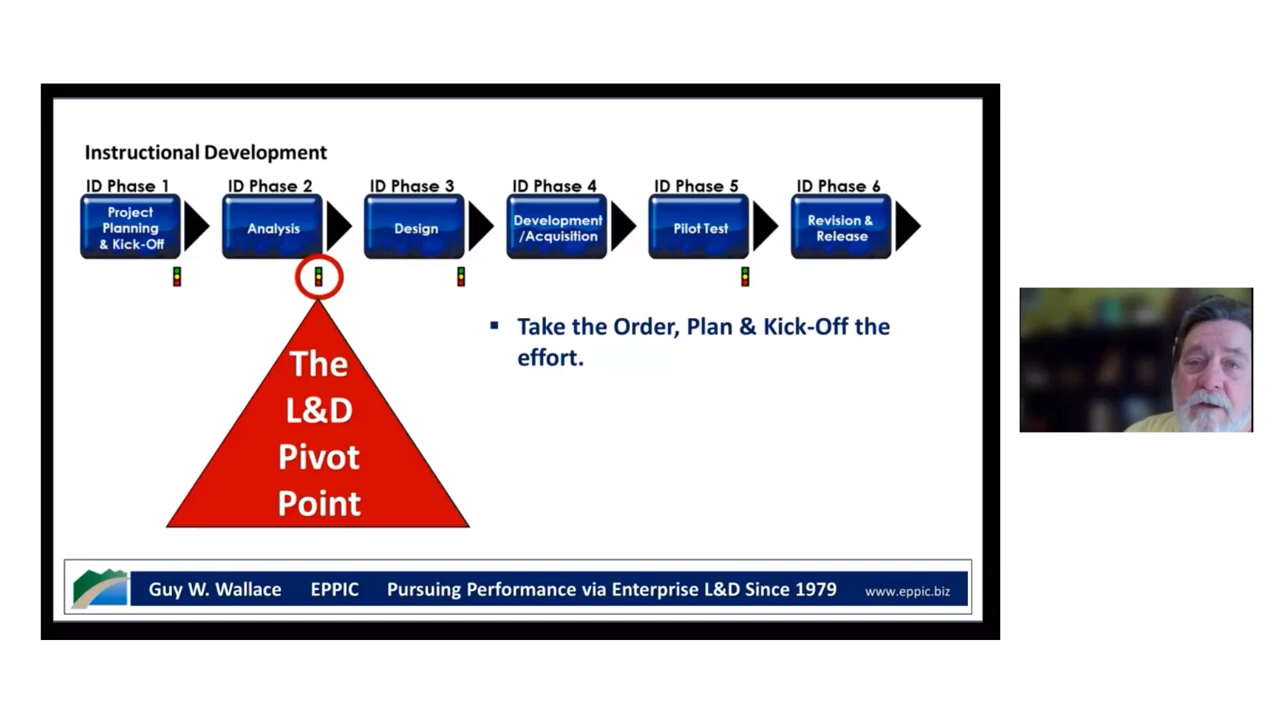 Instructional Development
ID Phase 1
ID Phase 2
ID Phase 3
ID Phase 4
ID Phase 5
ID Phase 6
Project
Planning
& Kick-Off
Analysis
Design
Development
/Acquisition
Pilot Test
Revision &
Release
▪ Take the Order, Plan & Kick-Off the
effort.
The
L&D
Pivot
Point
Guy W. Wallace EPPIC Pursuing Performance via Enterprise L&D Since 1979 www.eppic.biz